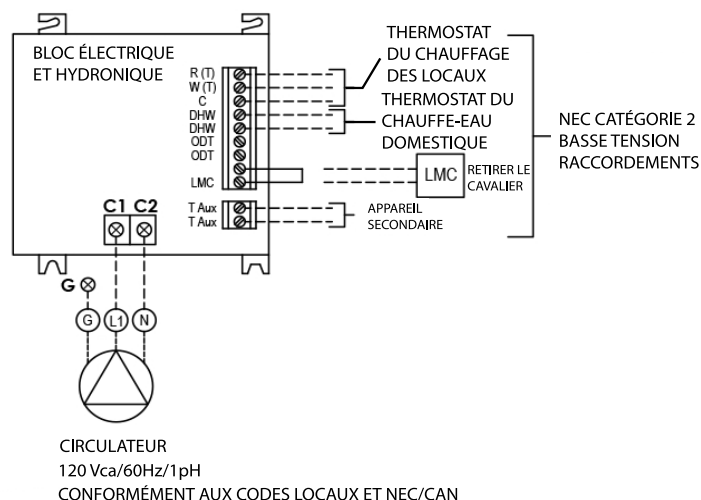 BLOC ÉLECTRIQUE
ET HYDRONIQUE
R (T)
W (T)
C
DHW
DHW
ODT
ODT
LMC
T Aux
T Aux
THERMOSTAT
DU CHAUFFAGE
DES LOCAUX
THERMOSTAT DU
CHAUFFE-EAU
DOMESTIQUE
LMC
RETIRER LE
CAVALIER
APPAREIL
SECONDAIRE
NEC CATÉGORIE 2
BASSE TENSION
RACCORDEMENTS
C1 C2
G
G L1 N
CIRCULATEUR
120 Vca/60Hz/1pH
CONFORMÉMENT AUX CODES LOCAUX ET NEC/CAN